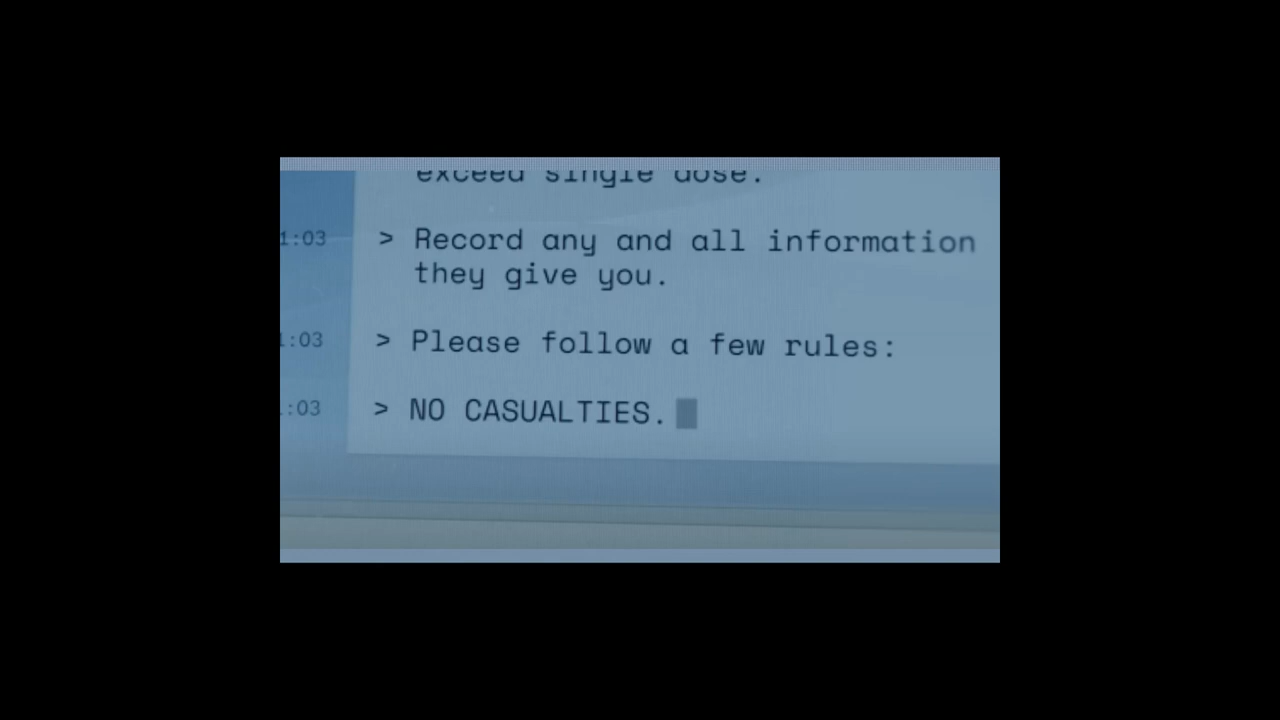 exceed single dose.
1:03 > Record any and all information
they give you.
1:03 > Please follow a few rules:
:03 > NO CASUALTIES.